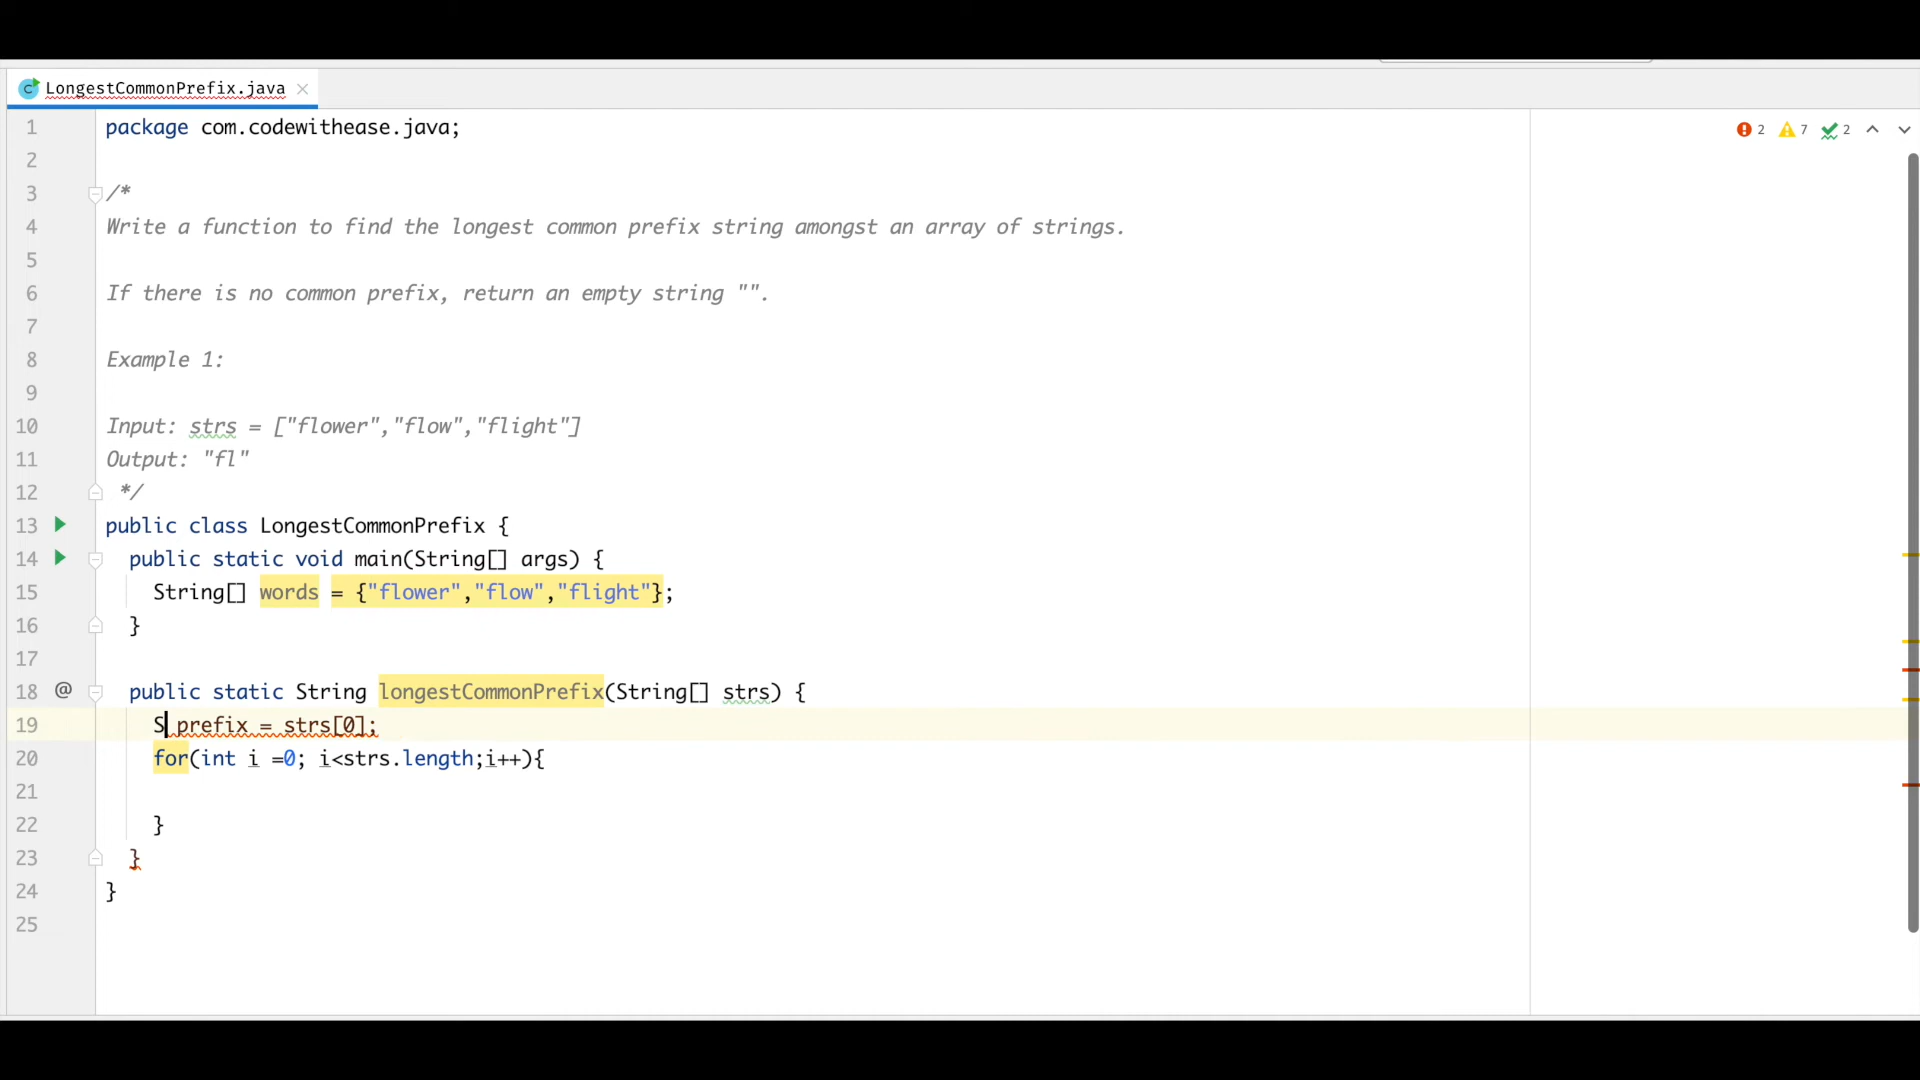 LongestCommonPrefix.java
2 7 2
1 package com.codewithease.java;
2
3 /*
4 Write a function to find the longest common prefix string amongst an array of strings.
5
6 If there is no common prefix, return an empty string "".
7
8 Example 1:
9
10 Input: strs = ["flower","flow","flight"]
11 Output: "fl"
12 */
13 public class LongestCommonPrefix {
14 public static void main(String[] args) {
15 String[] words = {"flower","flow","flight"};
16 }
17
18 @ public static String longestCommonPrefix(String[] strs) {
19 S prefix = strs[0];
20 for(int i =0; i<strs.length;i++){
21
22 }
23 }
24 }
25